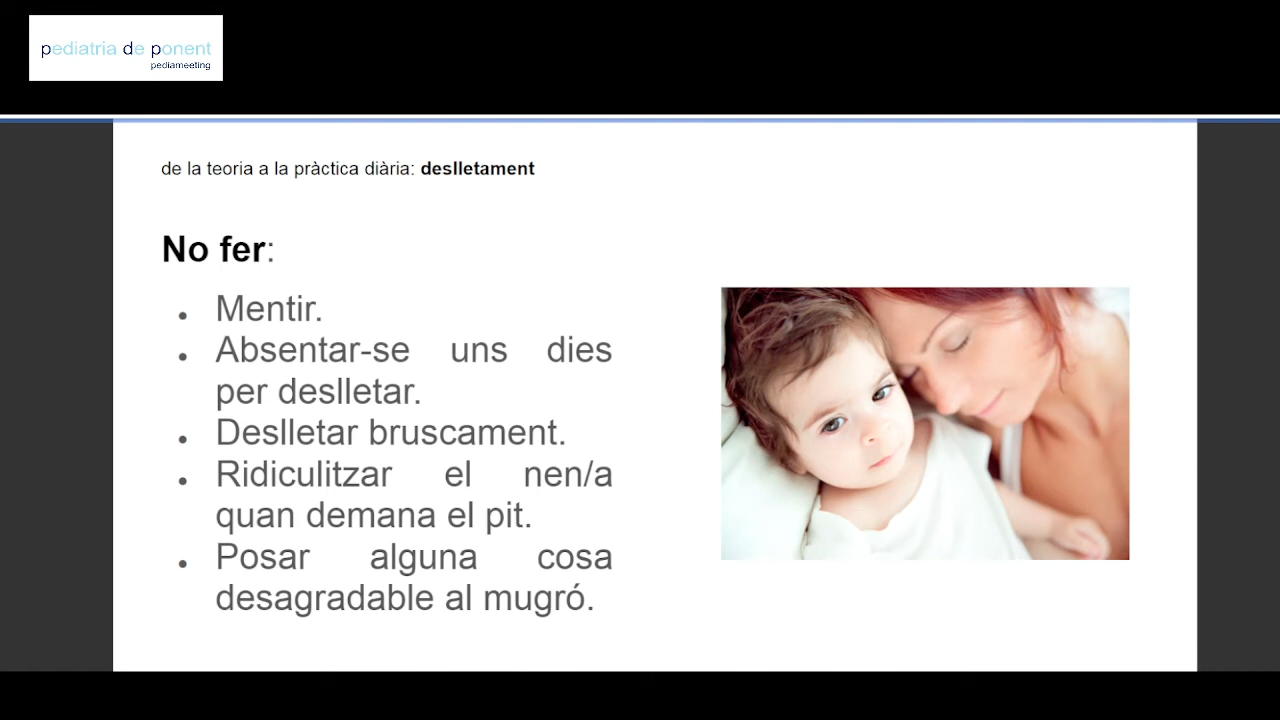 pediatria de ponent
pediameeting
de la teoria a la pràctica diària: deslletament
No fer:
Mentir.
Absentar-se uns dies
per deslletar.
Deslletar bruscament.
Ridiculitzar el nen/a
quan demana el pit.
Posar alguna cosa
desagradable al mugró.